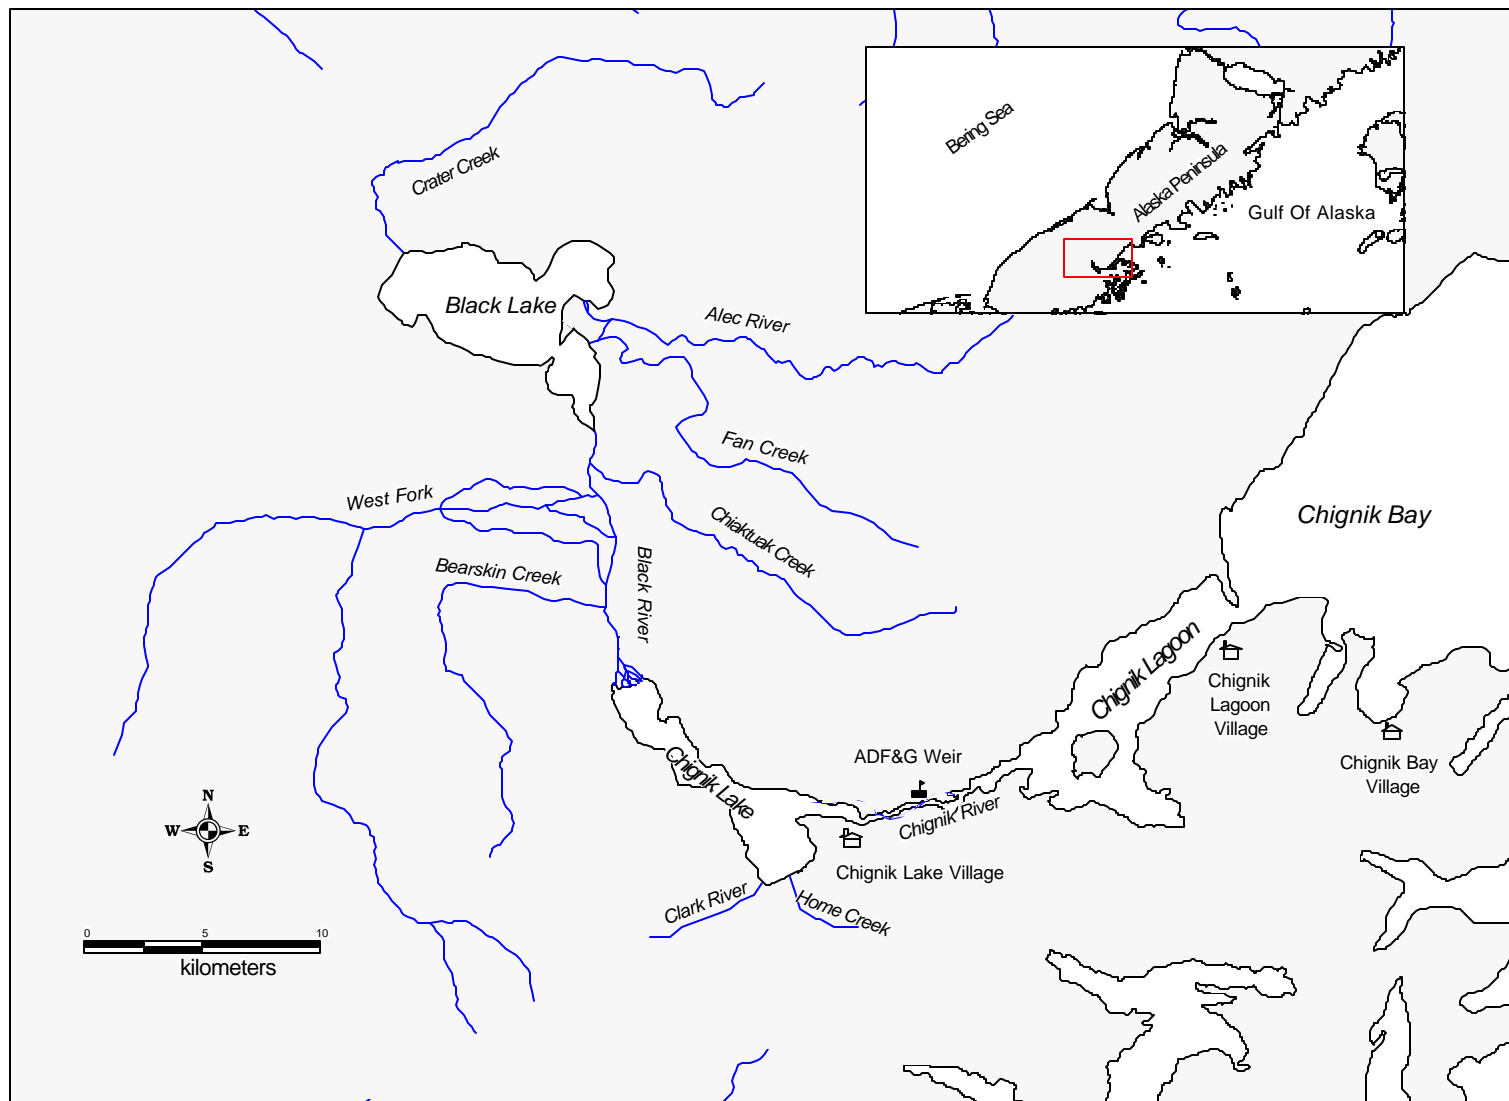 Bering Sea
Alaska Peninsula
Gulf Of Alaska
Crater Creek
Black Lake
Alec River
Fan Creek
West Fork
Chiaktuak Creek
Chignik Bay
Bearskin Creek
Black River
Chignik Lagoon
Chignik
Lagoon
Village
Chignik Lake
ADF&G Weir
Chignik Bay
Village
Chignik River
Chignik Lake Village
Clark River
Home Creek
N
W E
S
0 5 10
kilometers